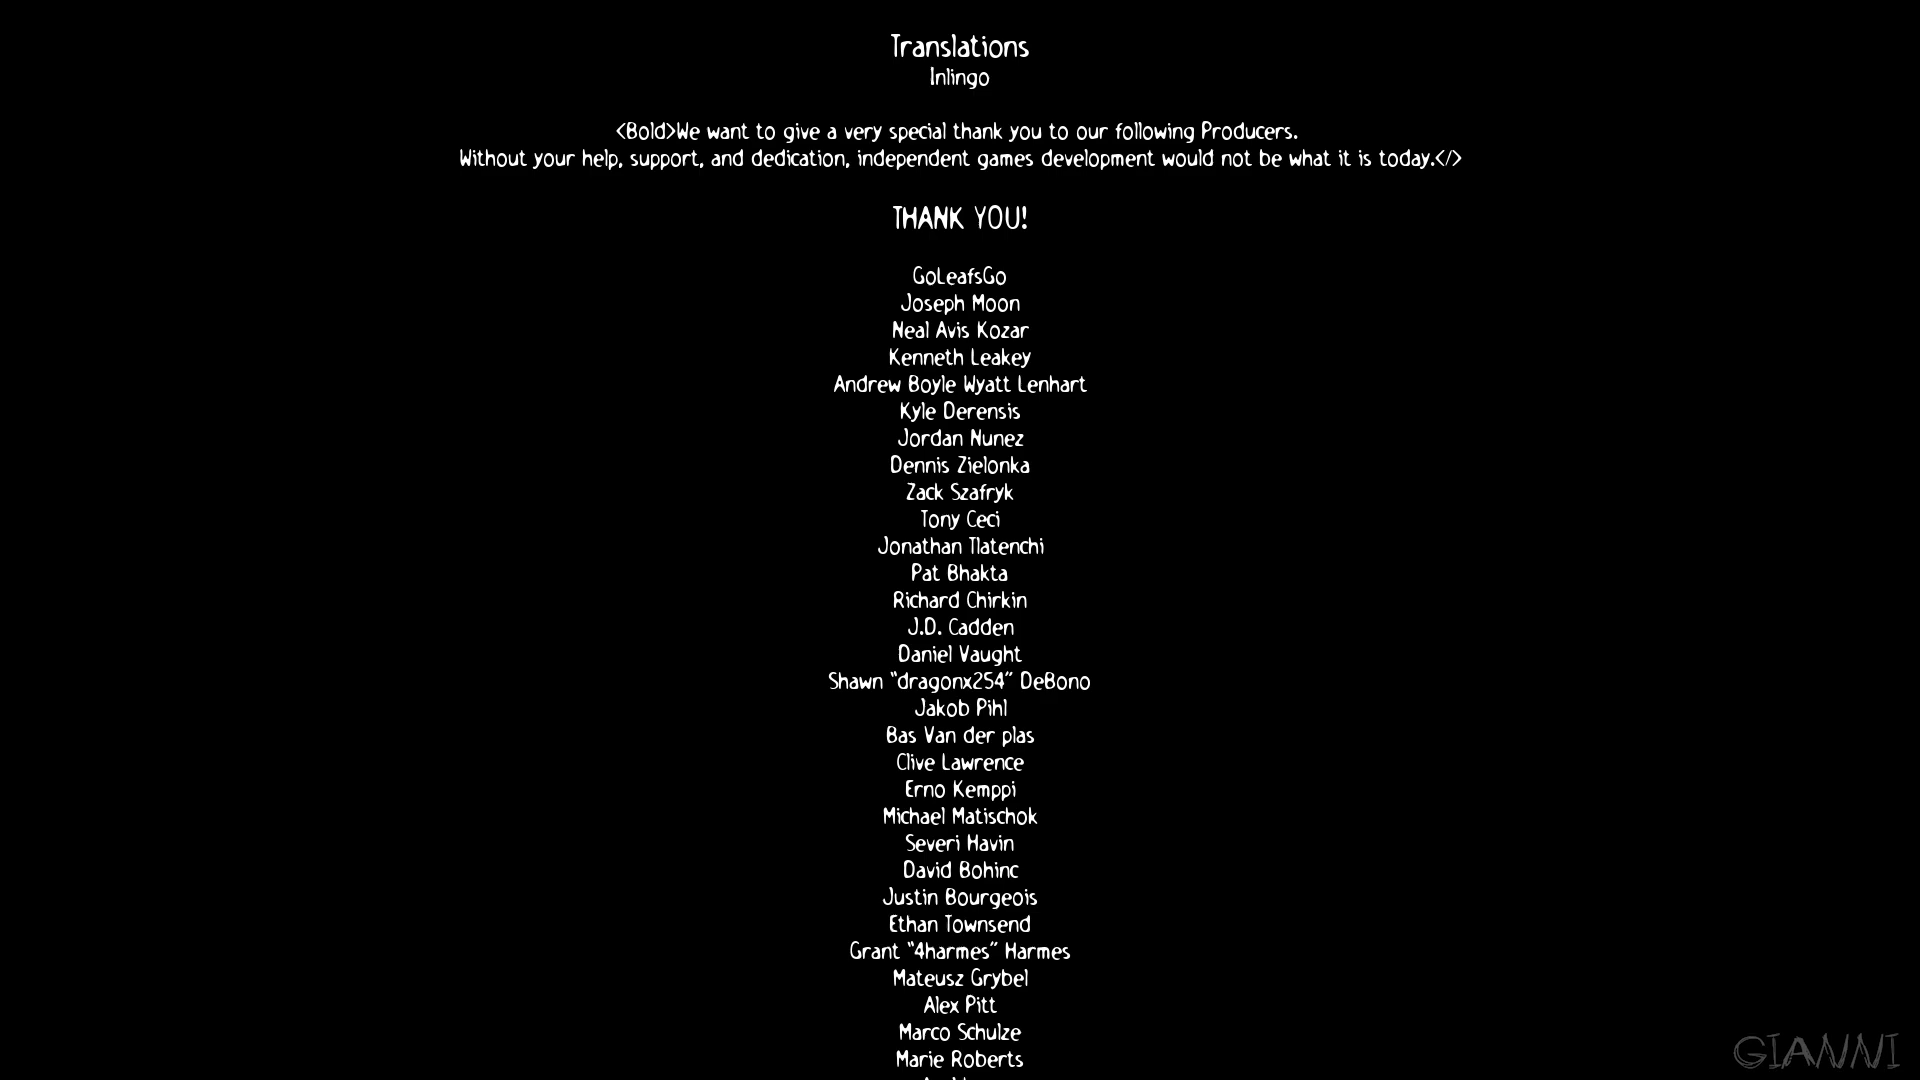 Translations
Inlingo
<Bold>We want to give a very special thank you to our following Producers.
Without your help, support, and dedication, independent games development would not be what it is today.</>
THANK YOU!
GoLeafsGo
Joseph Moon
Neal Avis Kozar
Kenneth Leakey
Andrew Boyle Wyatt Lenhart
Kyle Derensis
Jordan Nunez
Dennis Zielonka
Zack Szafryk
Tony Ceci
Jonathan Tlatenchi
Pat Bhakta
Richard Chirkin
J.D. Cadden
Daniel Vaught
Shawn "dragonx254" DeBono
Jakob Pihl
Bas Van der plas
Clive Lawrence
Erno Kemppi
Michael Matischok
Severi Havin
David Bohinc
Justin Bourgeois
Ethan Townsend
Grant "4harmes" Harmes
Mateusz Grybel
Alex Pitt
Marco Schulze
Marie Roberts
GIANNI